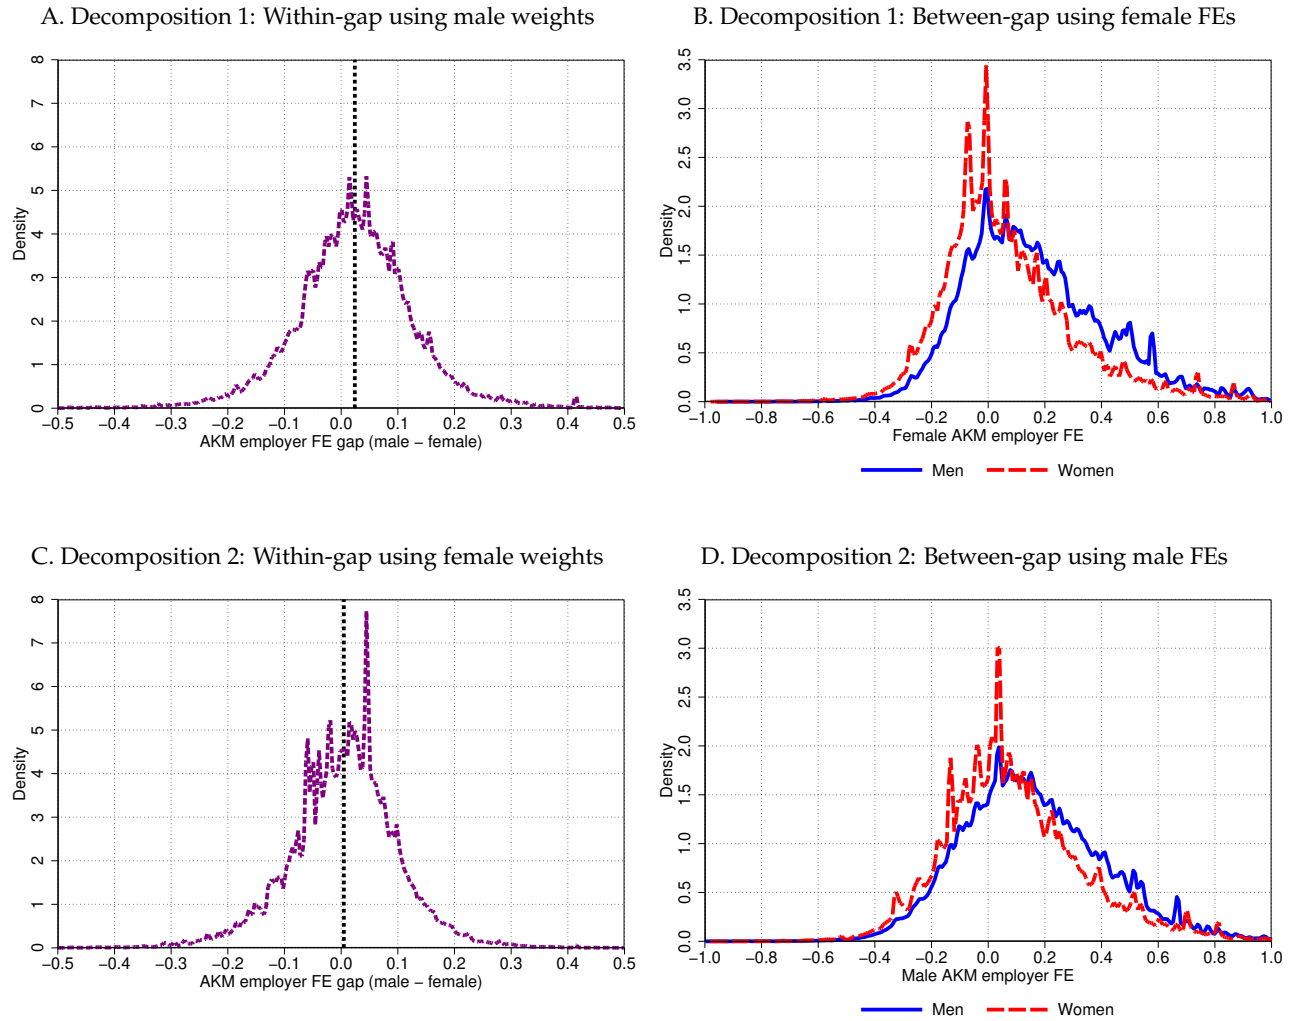 A. Decomposition 1: Within-gap using male weights
8
7
6
5
4
3
2
1
0
Density
−0.5 −0.4 −0.3 −0.2 −0.1 0.0 0.1 0.2 0.3 0.4 0.5
AKM employer FE gap (male − female)
B. Decomposition 1: Between-gap using female FEs
3.5
3.0
2.5
2.0
1.5
1.0
0.5
0.0
Density
−1.0 −0.8 −0.6 −0.4 −0.2 0.0 0.2 0.4 0.6 0.8 1.0
Female AKM employer FE
Men Women
C. Decomposition 2: Within-gap using female weights
8
7
6
5
4
3
2
1
0
Density
−0.5 −0.4 −0.3 −0.2 −0.1 0.0 0.1 0.2 0.3 0.4 0.5
AKM employer FE gap (male − female)
D. Decomposition 2: Between-gap using male FEs
3.5
3.0
2.5
2.0
1.5
1.0
0.5
0.0
Density
−1.0 −0.8 −0.6 −0.4 −0.2 0.0 0.2 0.4 0.6 0.8 1.0
Male AKM employer FE
Men Women